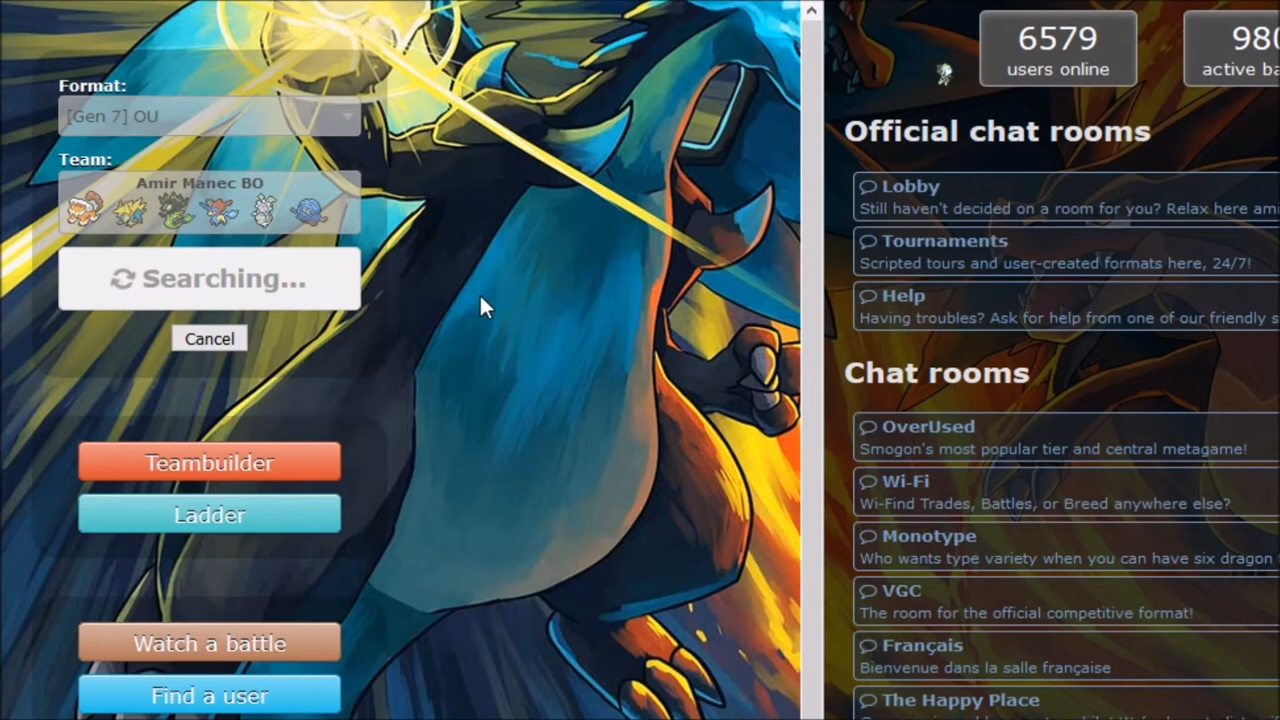 Format:
[Gen 7] OU
Team:
Amir Manec BO
Searching...
Cancel
Teambuilder
Ladder
Watch a battle
Find a user
6579
users online
980
active ba
Official chat rooms
Lobby
Still haven't decided on a room for you? Relax here ami
Tournaments
Scripted tours and user-created formats here, 24/7!
Help
Having troubles? Ask for help from one of our friendly s
Chat rooms
OverUsed
Smogon's most popular tier and central metagame!
Wi-Fi
Wi-Find Trades, Battles, or Breed anywhere else?
Monotype
Who wants type variety when you can have six dragon
VGC
The room for the official competitive format!
Français
Bienvenue dans la salle française
The Happy Place